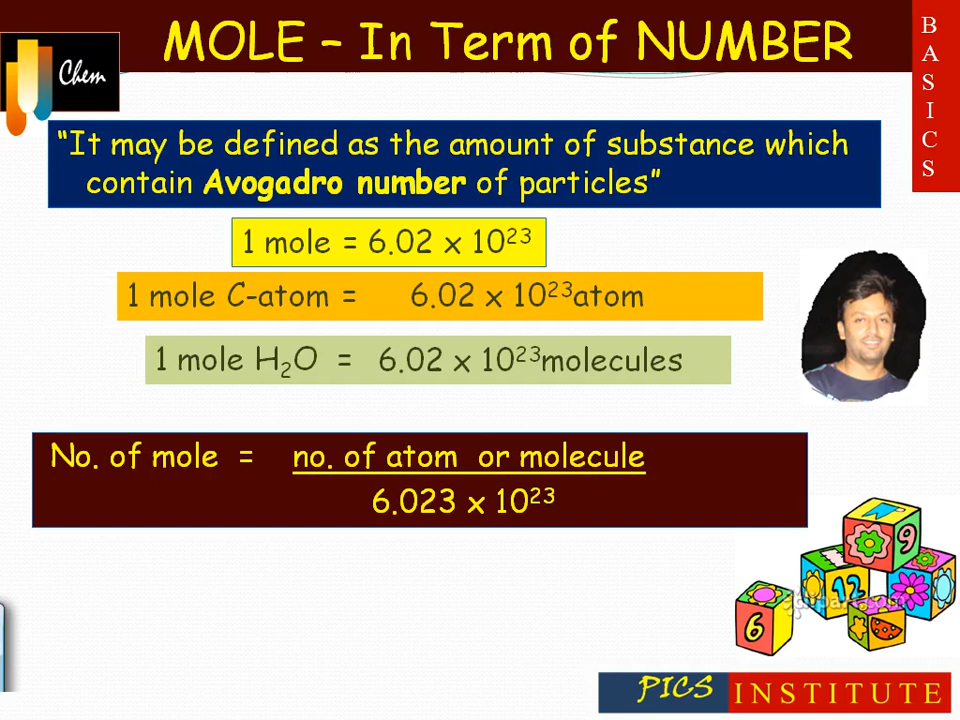 MOLE – In Term of NUMBER
BASICS
Chem
“It may be defined as the amount of substance which
contain Avogadro number of particles”
1 mole = 6.02 x 10²³
1 mole C-atom = 6.02 x 10²³atom
1 mole H₂O = 6.02 x 10²³molecules
No. of mole = no. of atom or molecule
6.023 x 10²³
9
12
6
PICS INSTITUTE